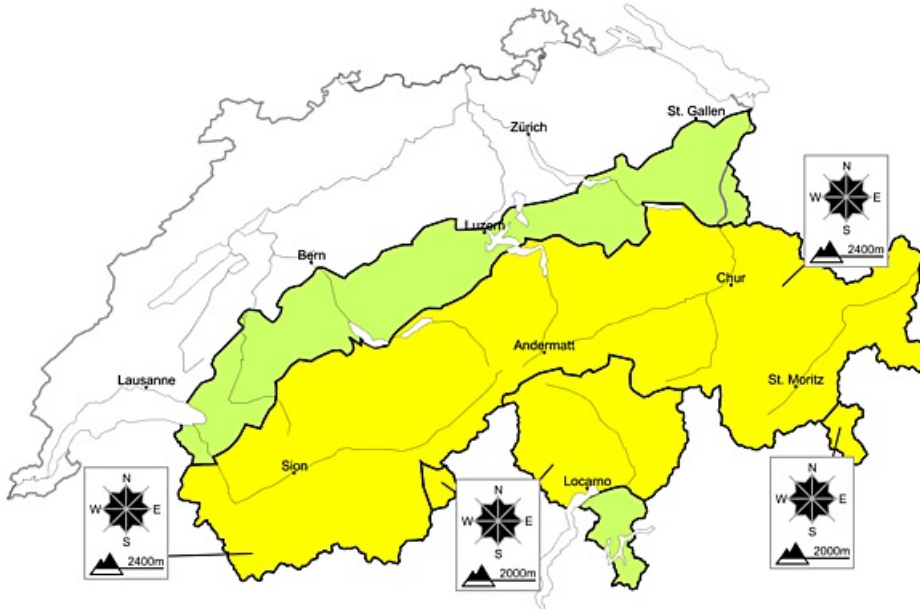 St. Gallen
Zürich
N
W E
S
2400m
Luzern
Bern
Chur
Andermatt
Lausanne
St. Moritz
Sion
Locarno
N
W E
S
2400m
N
W E
S
2000m
N
W E
S
2000m